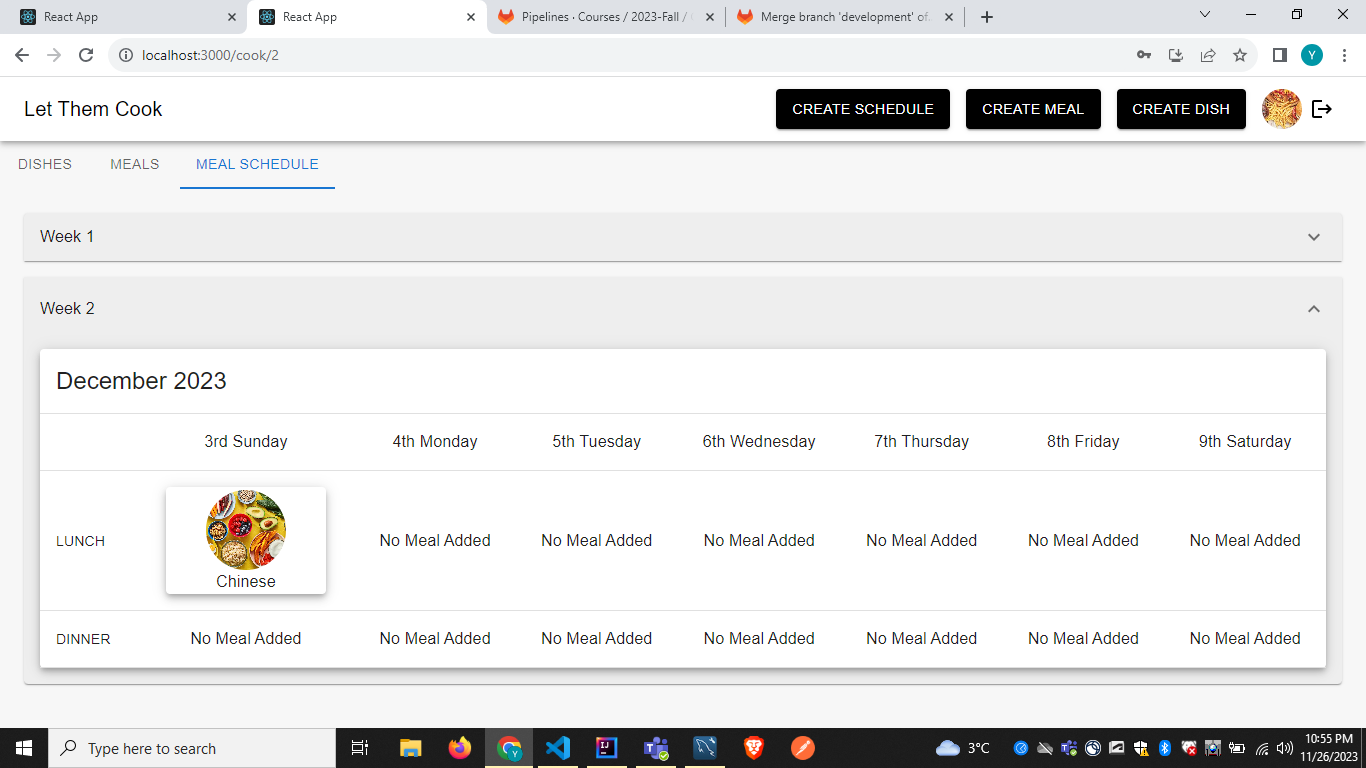 React App
React App
Pipelines · Courses / 2023-Fall /
Merge branch 'development' of
localhost:3000/cook/2
Y
Let Them Cook
CREATE SCHEDULE
CREATE MEAL
CREATE DISH
DISHES
MEALS
MEAL SCHEDULE
Week 1
Week 2
December 2023
3rd Sunday
4th Monday
5th Tuesday
6th Wednesday
7th Thursday
8th Friday
9th Saturday
LUNCH
Chinese
No Meal Added
No Meal Added
No Meal Added
No Meal Added
No Meal Added
No Meal Added
DINNER
No Meal Added
No Meal Added
No Meal Added
No Meal Added
No Meal Added
No Meal Added
No Meal Added
Type here to search
3°C
10:55 PM
11/26/2023